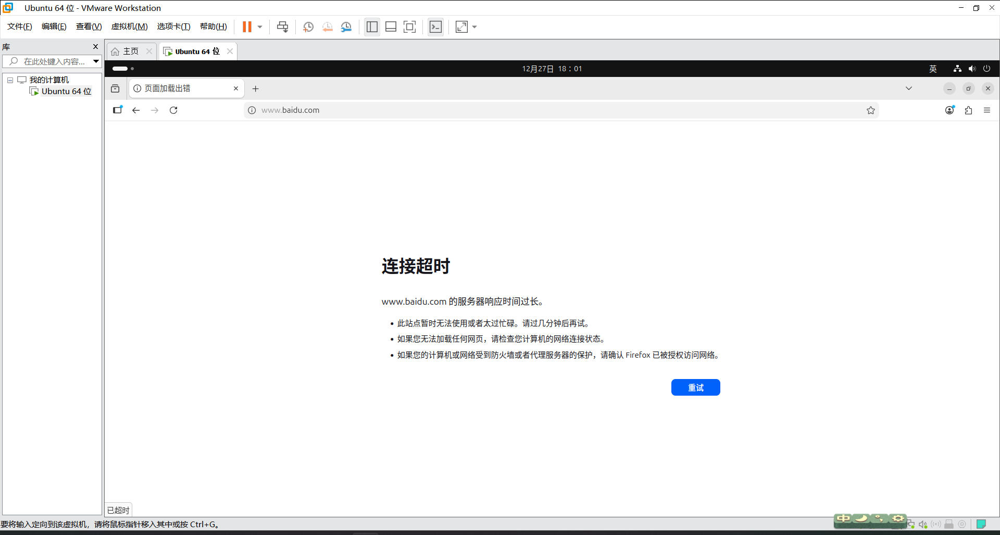 Ubuntu 64 位 - VMware Workstation
文件(F) 编辑(E) 查看(V) 虚拟机(M) 选项卡(T) 帮助(H)
库
在此处键入内容...
我的计算机
Ubuntu 64 位
主页 Ubuntu 64 位
12月27日 18：01
英
页面加载出错
www.baidu.com
连接超时
www.baidu.com 的服务器响应时间过长。
此站点暂时无法使用或者太过忙碌。请过几分钟后再试。
如果您无法加载任何网页，请检查您计算机的网络连接状态。
如果您的计算机或网络受到防火墙或者代理服务器的保护，请确认 Firefox 已被授权访问网络。
重试
已超时
要将输入定向到该虚拟机，请将鼠标指针移入其中或按 Ctrl+G。
中